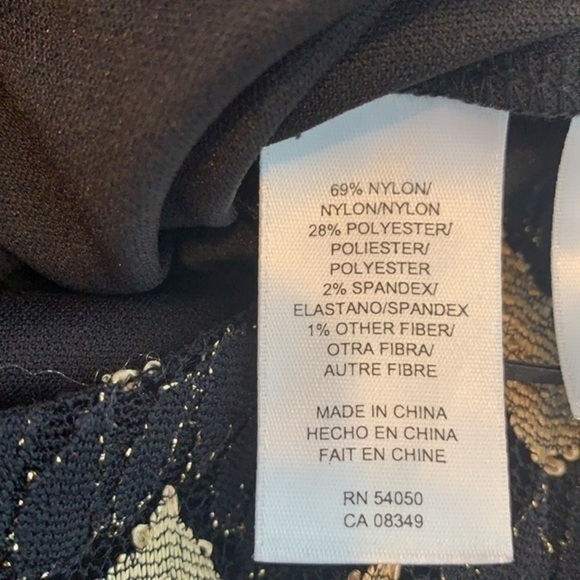 69% NYLON/
NYLON/NYLON
28% POLYESTER/
POLIESTER/
POLYESTER
2% SPANDEX/
ELASTANO/SPANDEX
1% OTHER FIBER/
OTRA FIBRA/
AUTRE FIBRE
MADE IN CHINA
HECHO EN CHINA
FAIT EN CHINE
RN 54050
CA 08349